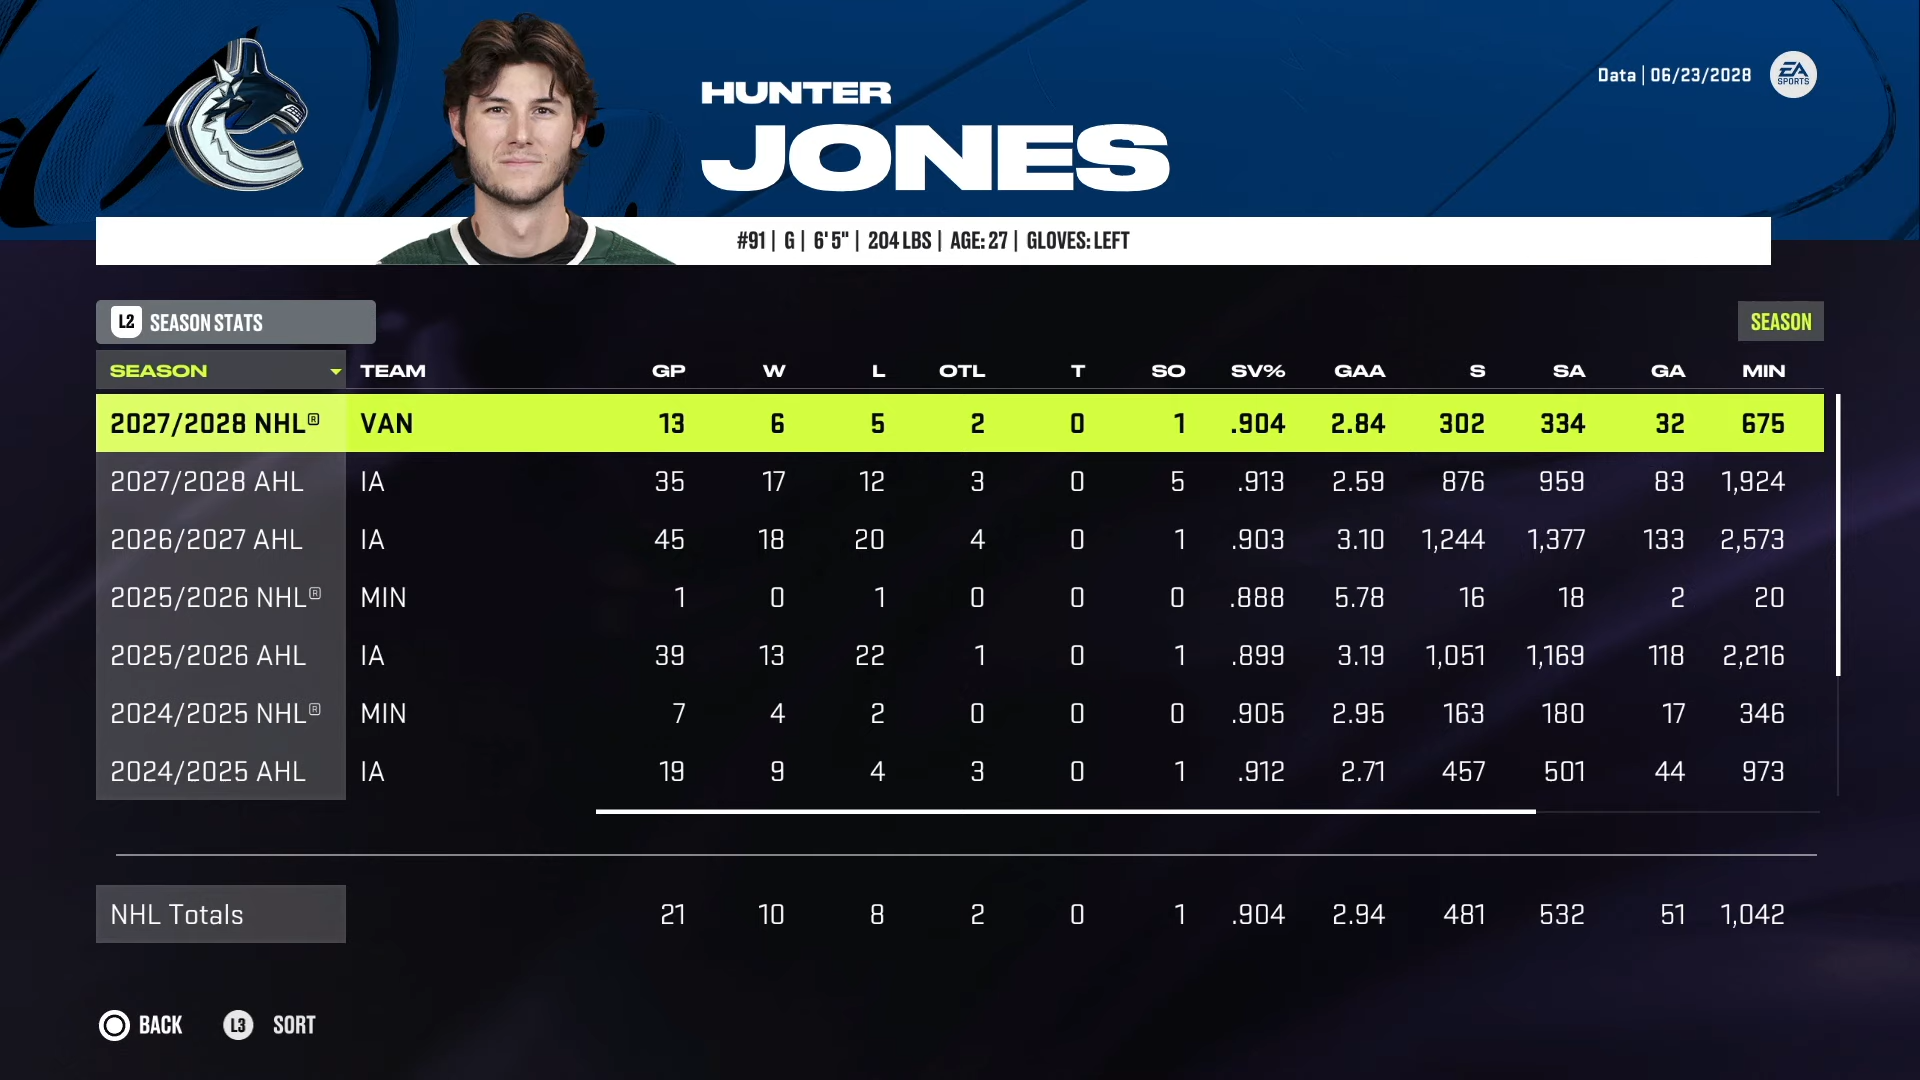 Data | 06/23/2028 EA SPORTS
HUNTER
JONES
#91 | G | 6' 5" | 204 LBS | AGE: 27 | GLOVES: LEFT
L2 SEASON STATS SEASON
SEASON TEAM GP W L OTL T SO SV% GAA S SA GA MIN
2027/2028 NHL® VAN 13 6 5 2 0 1 .904 2.84 302 334 32 675
2027/2028 AHL IA 35 17 12 3 0 5 .913 2.59 876 959 83 1,924
2026/2027 AHL IA 45 18 20 4 0 1 .903 3.10 1,244 1,377 133 2,573
2025/2026 NHL® MIN 1 0 1 0 0 0 .888 5.78 16 18 2 20
2025/2026 AHL IA 39 13 22 1 0 1 .899 3.19 1,051 1,169 118 2,216
2024/2025 NHL® MIN 7 4 2 0 0 0 .905 2.95 163 180 17 346
2024/2025 AHL IA 19 9 4 3 0 1 .912 2.71 457 501 44 973
NHL Totals 21 10 8 2 0 1 .904 2.94 481 532 51 1,042
BACK L3 SORT